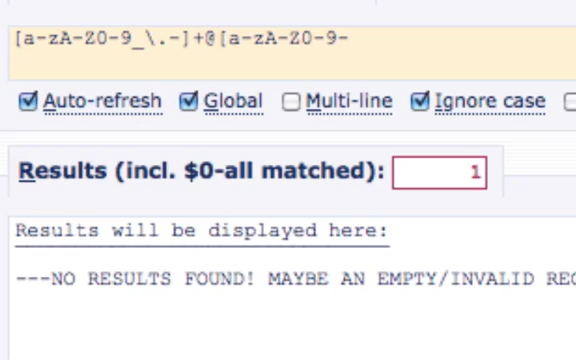 [a-zA-Z0-9_\.-]+@[a-zA-Z0-9-
Auto-refresh Global Multi-line Ignore case
Results (incl. $0-all matched): 1
Results will be displayed here:
---NO RESULTS FOUND! MAYBE AN EMPTY/INVALID